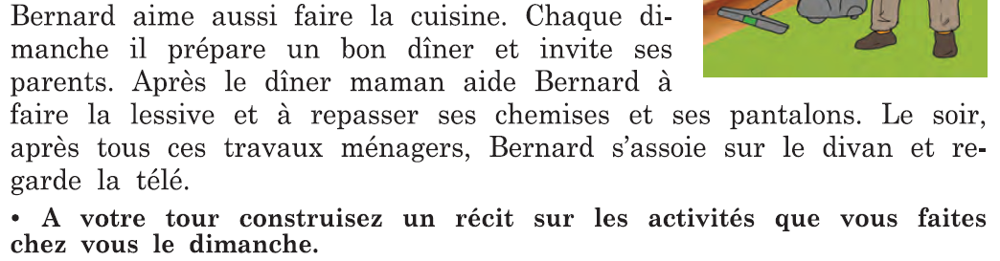 Bernard aime aussi faire la cuisine. Chaque di-
manche il prépare un bon dîner et invite ses
parents. Après le dîner maman aide Bernard à
faire la lessive et à repasser ses chemises et ses pantalons. Le soir,
après tous ces travaux ménagers, Bernard s’assoie sur le divan et re-
garde la télé.
• A votre tour construisez un récit sur les activités que vous faites
chez vous le dimanche.